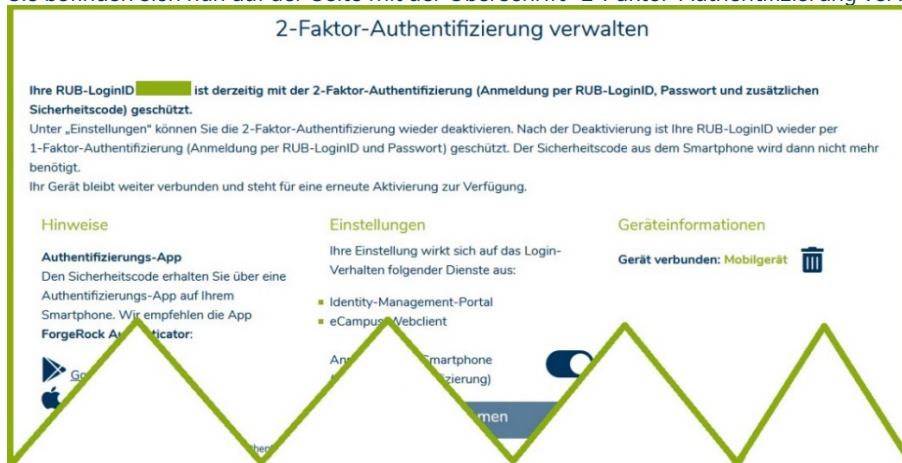 2-Faktor-Authentifizierung verwalten
Ihre RUB-LoginID ist derzeitig mit der 2-Faktor-Authentifizierung (Anmeldung per RUB-LoginID, Passwort und zusätzlichen
Sicherheitscode) geschützt.
Unter „Einstellungen" können Sie die 2-Faktor-Authentifizierung wieder deaktivieren. Nach der Deaktivierung ist Ihre RUB-LoginID wieder per
1-Faktor-Authentifizierung (Anmeldung per RUB-LoginID und Passwort) geschützt. Der Sicherheitscode aus dem Smartphone wird dann nicht mehr
benötigt.
Ihr Gerät bleibt weiter verbunden und steht für eine erneute Aktivierung zur Verfügung.
Hinweise
Authentifizierungs-App
Den Sicherheitscode erhalten Sie über eine
Authentifizierungs-App auf Ihrem
Smartphone. Wir empfehlen die App
ForgeRock
Einstellungen
Ihre Einstellung wirkt sich auf das Login-
Verhalten folgender Dienste aus:
Identity-Management-Portal
eCampus-Webclient
Smartphone
Geräteinformationen
Gerät verbunden: Mobilgerät